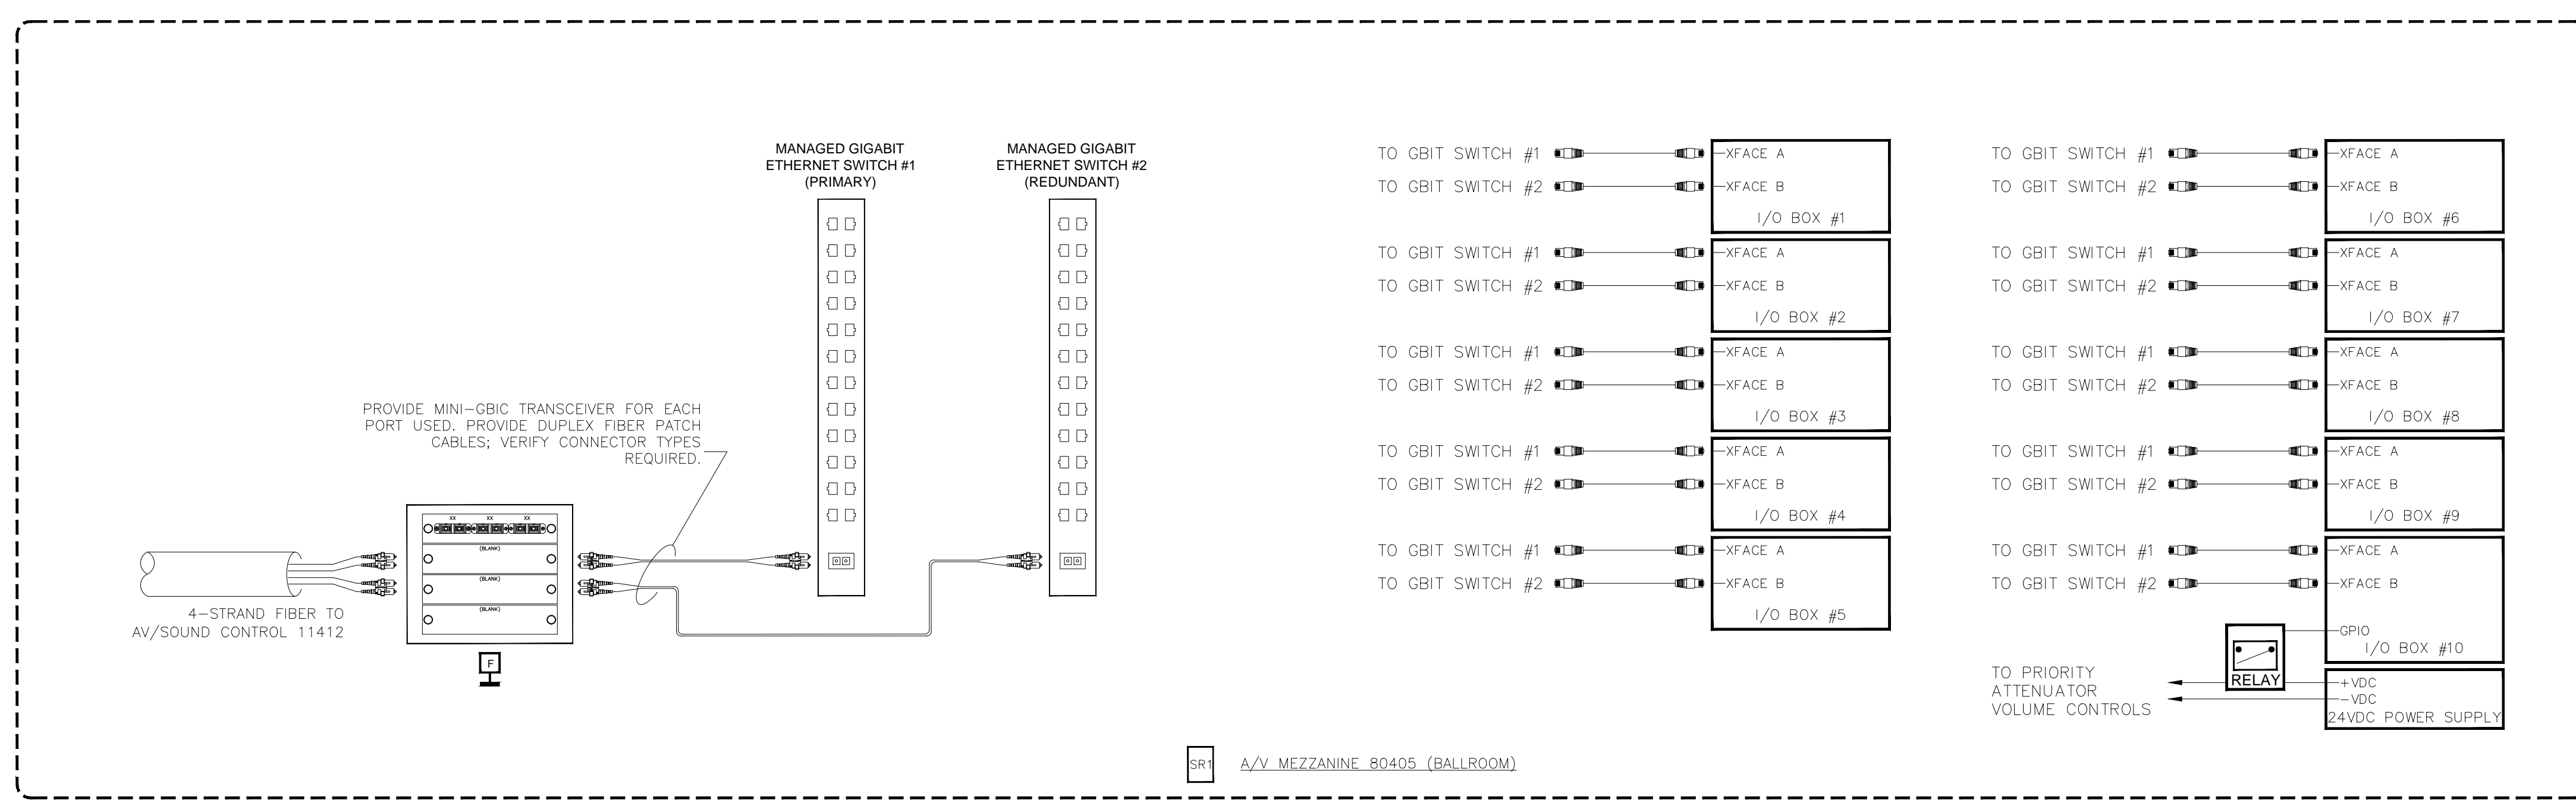 MANAGED GIGABIT
ETHERNET SWITCH #1
(PRIMARY)
MANAGED GIGABIT
ETHERNET SWITCH #2
(REDUNDANT)
PROVIDE MINI-GBIC TRANSCEIVER FOR EACH
PORT USED. PROVIDE DUPLEX FIBER PATCH
CABLES; VERIFY CONNECTOR TYPES
REQUIRED.
XX XX XX
(BLANK)
(BLANK)
(BLANK)
4-STRAND FIBER TO
AV/SOUND CONTROL 11412
F
TO GBIT SWITCH #1 XFACE A
TO GBIT SWITCH #2 XFACE B
I/O BOX #1
TO GBIT SWITCH #1 XFACE A
TO GBIT SWITCH #2 XFACE B
I/O BOX #2
TO GBIT SWITCH #1 XFACE A
TO GBIT SWITCH #2 XFACE B
I/O BOX #3
TO GBIT SWITCH #1 XFACE A
TO GBIT SWITCH #2 XFACE B
I/O BOX #4
TO GBIT SWITCH #1 XFACE A
TO GBIT SWITCH #2 XFACE B
I/O BOX #5
TO GBIT SWITCH #1 XFACE A
TO GBIT SWITCH #2 XFACE B
I/O BOX #6
TO GBIT SWITCH #1 XFACE A
TO GBIT SWITCH #2 XFACE B
I/O BOX #7
TO GBIT SWITCH #1 XFACE A
TO GBIT SWITCH #2 XFACE B
I/O BOX #8
TO GBIT SWITCH #1 XFACE A
TO GBIT SWITCH #2 XFACE B
I/O BOX #9
TO GBIT SWITCH #1 XFACE A
TO GBIT SWITCH #2 XFACE B
GPIO
I/O BOX #10
RELAY
TO PRIORITY
ATTENUATOR
VOLUME CONTROLS
+VDC
-VDC
24VDC POWER SUPPLY
SR1 A/V MEZZANINE 80405 (BALLROOM)